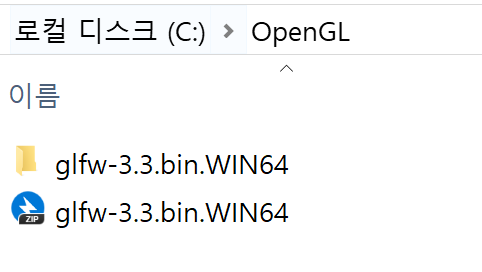 로컬 디스크 (C:) > OpenGL
이름
glfw-3.3.bin.WIN64
ZIP
glfw-3.3.bin.WIN64